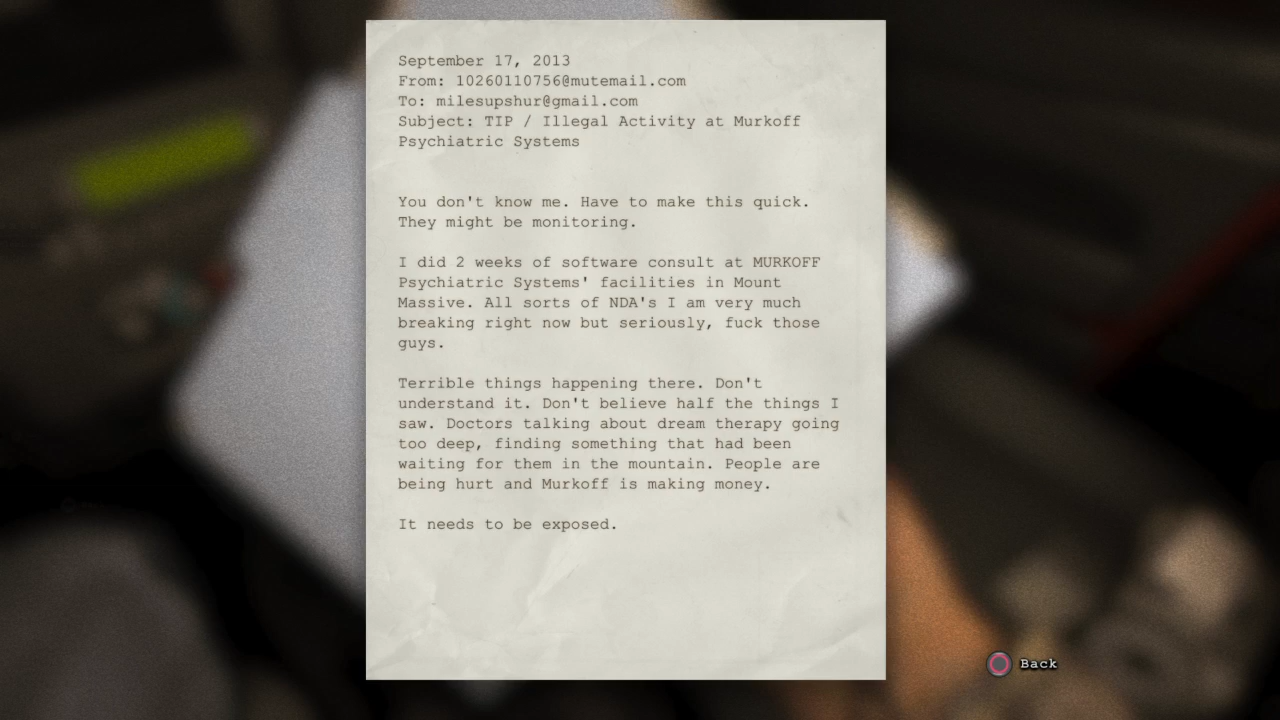 September 17, 2013
From: 10260110756@mutemail.com
To: milesupshur@gmail.com
Subject: TIP / Illegal Activity at Murkoff
Psychiatric Systems
You don't know me. Have to make this quick.
They might be monitoring.
I did 2 weeks of software consult at MURKOFF
Psychiatric Systems' facilities in Mount
Massive. All sorts of NDA's I am very much
breaking right now but seriously, fuck those
guys.
Terrible things happening there. Don't
understand it. Don't believe half the things I
saw. Doctors talking about dream therapy going
too deep, finding something that had been
waiting for them in the mountain. People are
being hurt and Murkoff is making money.
It needs to be exposed.
Back